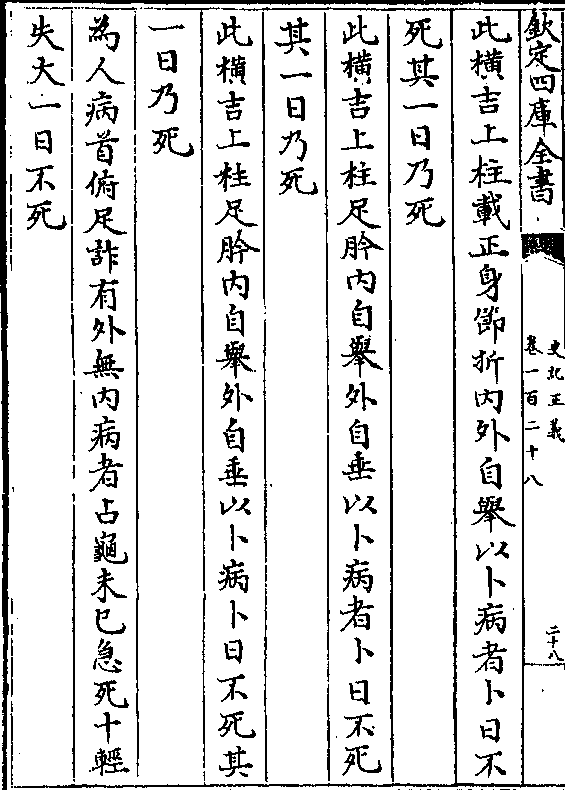 欽定四庫全書
史記正義
卷一百二十八
二十八
此橫吉上柱載正身節折内外自舉以卜病者卜日不
死其一日乃死
此橫吉上柱足肣内自舉外自垂以卜病者卜日不死
其一日乃死
此橫吉上柱足肣内自舉外自垂以卜病卜日不死其
一日乃死
為人病首俯足詐有外無内病者占龜未已急死十輕
失大一日不死